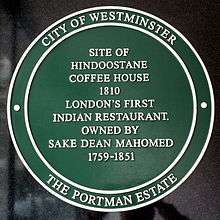 CITY OF WESTMINSTER
SITE OF
HINDOOSTANE
COFFEE HOUSE
1810
LONDON'S FIRST
INDIAN RESTAURANT.
OWNED BY
SAKE DEAN MAHOMED
1759-1851
THE PORTMAN ESTATE